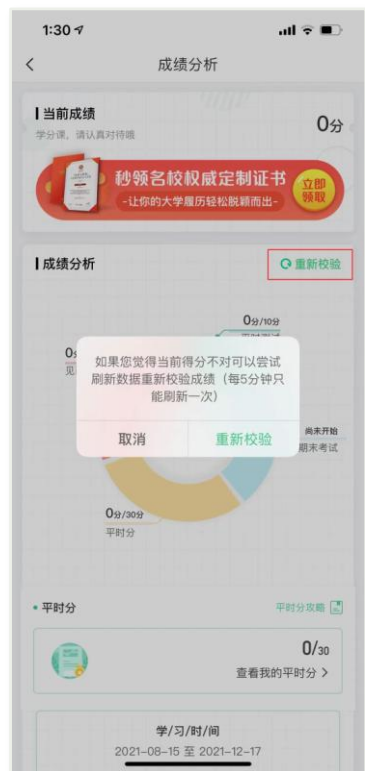 1:30
成绩分析
当前成绩
学分课，请认真对待哦
0分
秒领名校权威定制证书
-让你的大学履历轻松脱颖而出-
立即
领取
成绩分析
重新校验
0分/10分
如果您觉得当前得分不对可以尝试
刷新数据重新校验成绩（每5分钟只
能刷新一次）
取消
重新校验
尚未开始
期末考试
0分/30分
平时分
平时分
平时分攻略
0/30
查看我的平时分 >
学/习/时/间
2021-08-15 至 2021-12-17